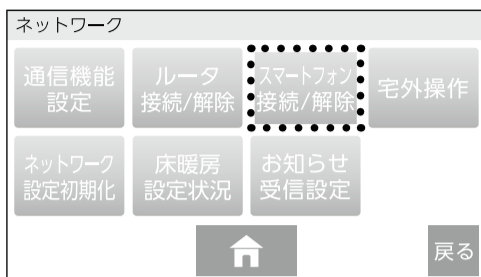 ネットワーク
通信機能
設定
ルータ
接続/解除
スマートフォン
接続/解除
宅外操作
ネットワーク
設定初期化
床暖房
設定状況
お知らせ
受信設定
戻る